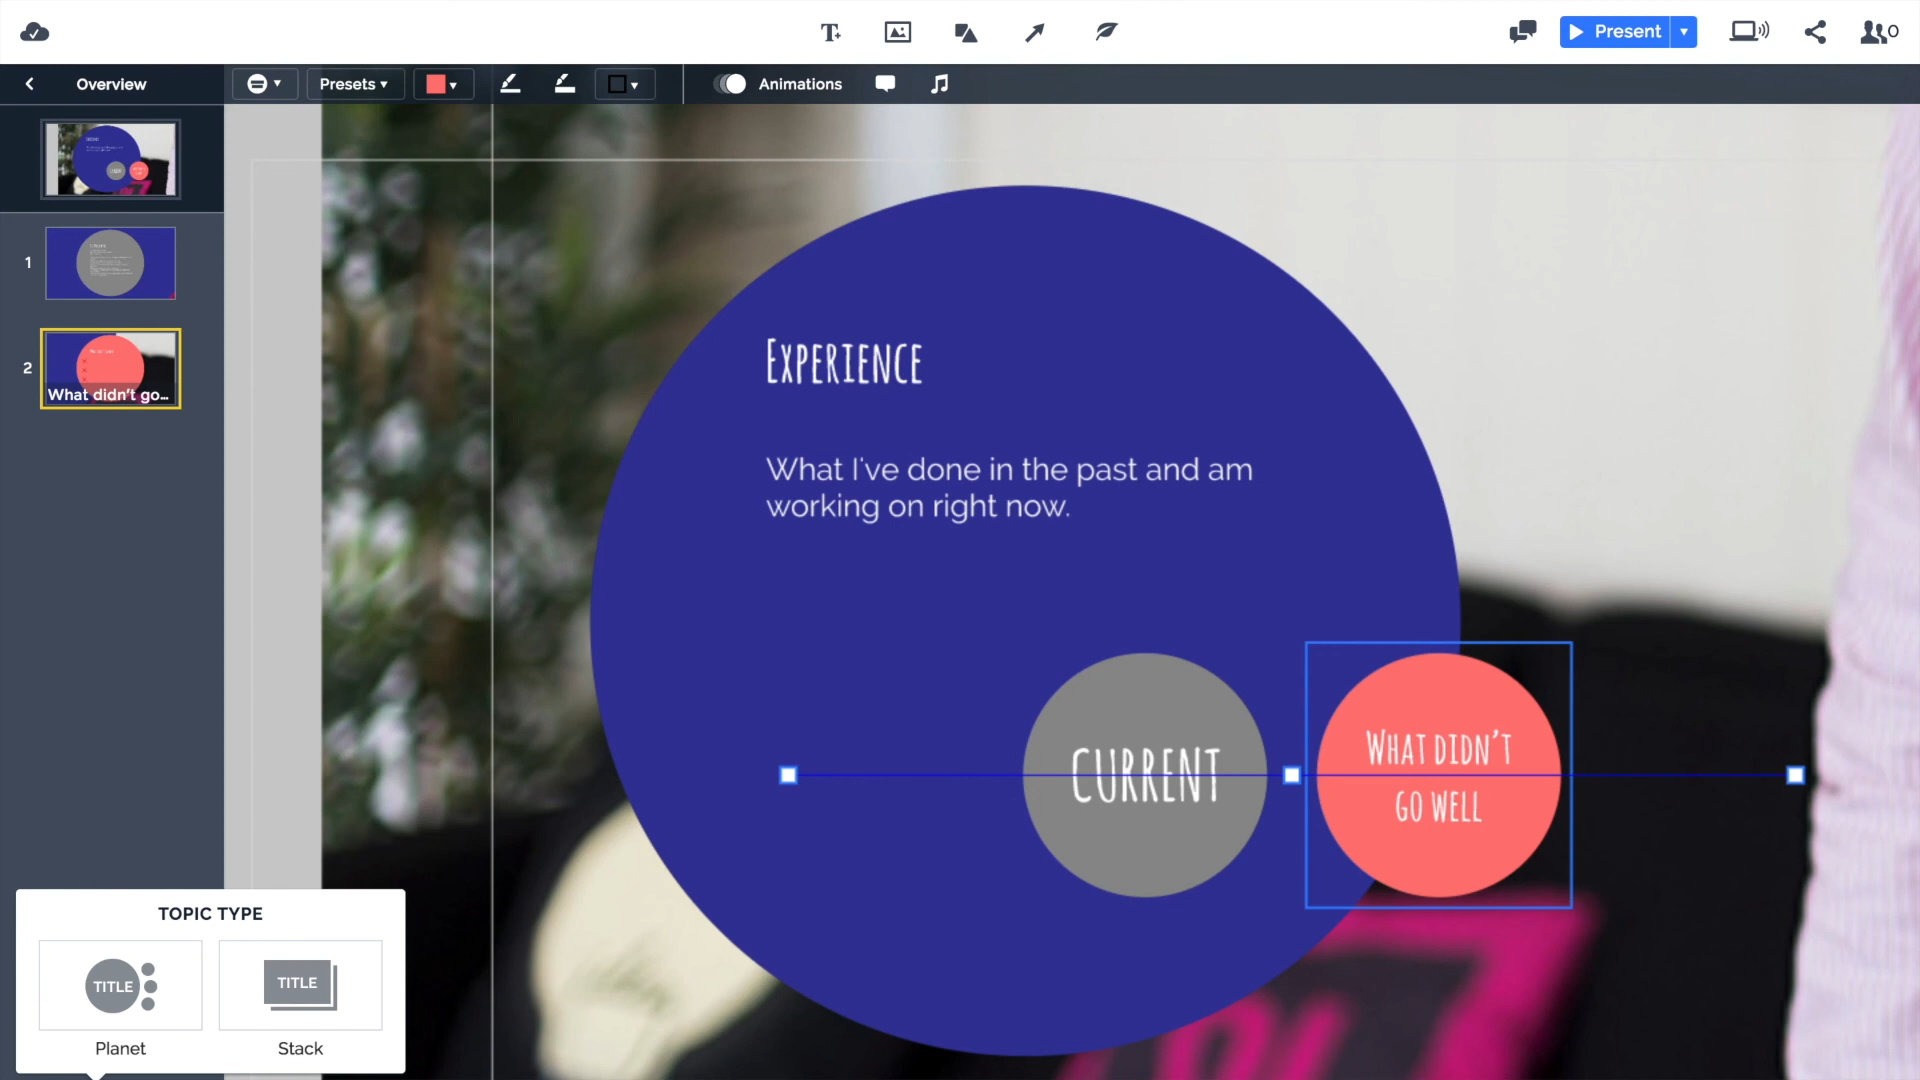 Present
0
Overview
Presets
Animations
1
2
What didn't go...
EXPERIENCE
What I've done in the past and am
working on right now.
CURRENT
WHAT DIDN'T
GO WELL
TOPIC TYPE
TITLE
TITLE
Planet
Stack